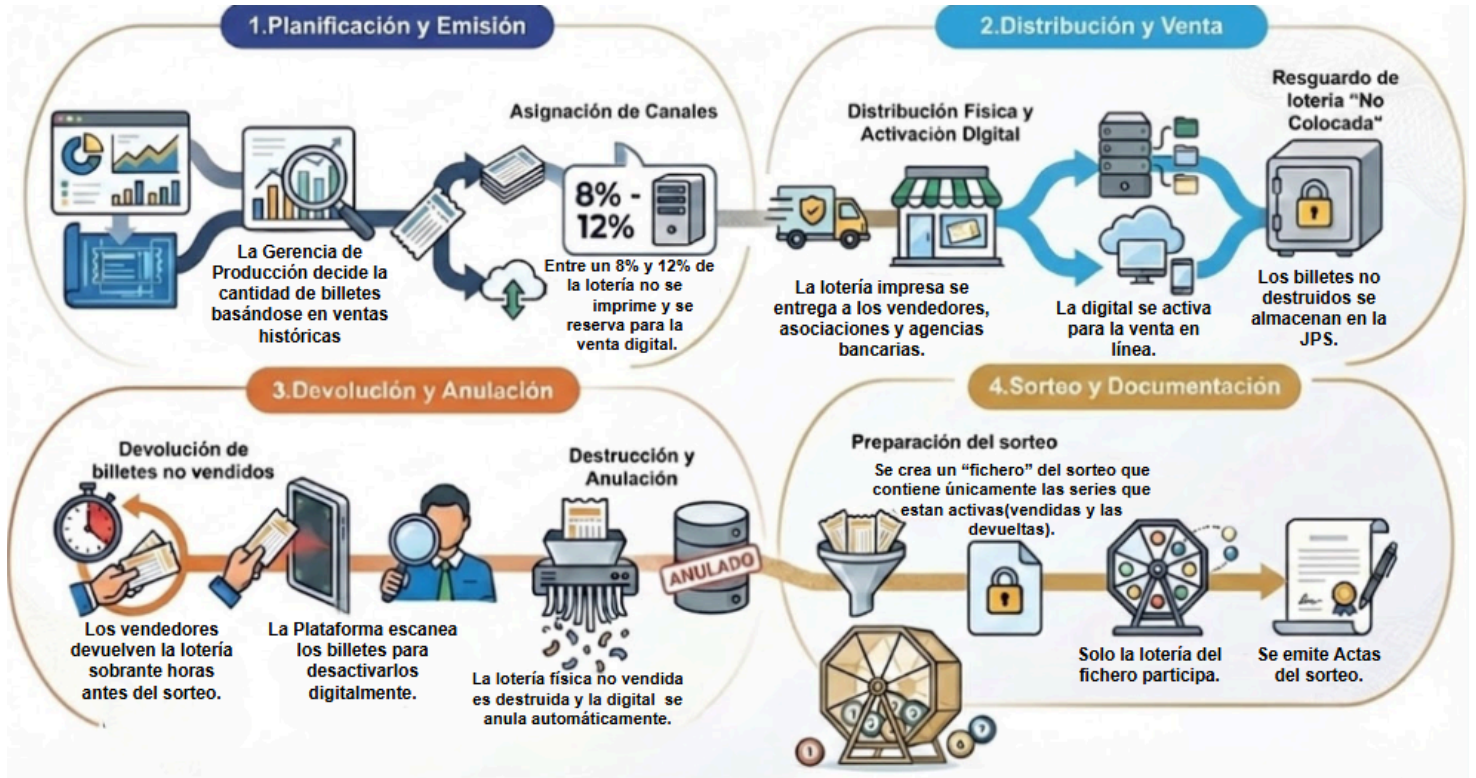 1.Planificación y Emisión
Asignación de Canales
8% -
12%
La Gerencia de
Producción decide la
cantidad de billetes
basándose en ventas
históricas
Entre un 8% y 12% de
la lotería no se
imprime y se
reserva para la
venta digital.
2.Distribución y Venta
Distribución Física y
Activación DIgital
Resguardo de
lotería "No
Colocada"
La lotería impresa se
entrega a los vendedores,
asociaciones y agencias
bancarias.
La digital se activa
para la venta en
línea.
Los billetes no
destruidos se
almacenan en la
JPS.
3.Devolución y Anulación
Devolución de
billetes no vendidos
Destrucción y
Anulación
ANULADO
Los vendedores
devuelven la lotería
sobrante horas
antes del sorteo.
La Plataforma escanea
los billetes para
desactivarlos
digitalmente.
La lotería física no vendida
es destruida y la digital se
anula automáticamente.
4.Sorteo y Documentación
Preparación del sorteo
Se crea un “fichero” del sorteo que
contiene únicamente las series que
estan activas(vendidas y las
devueltas).
Solo la lotería del
fichero participa.
Se emite Actas
del sorteo.